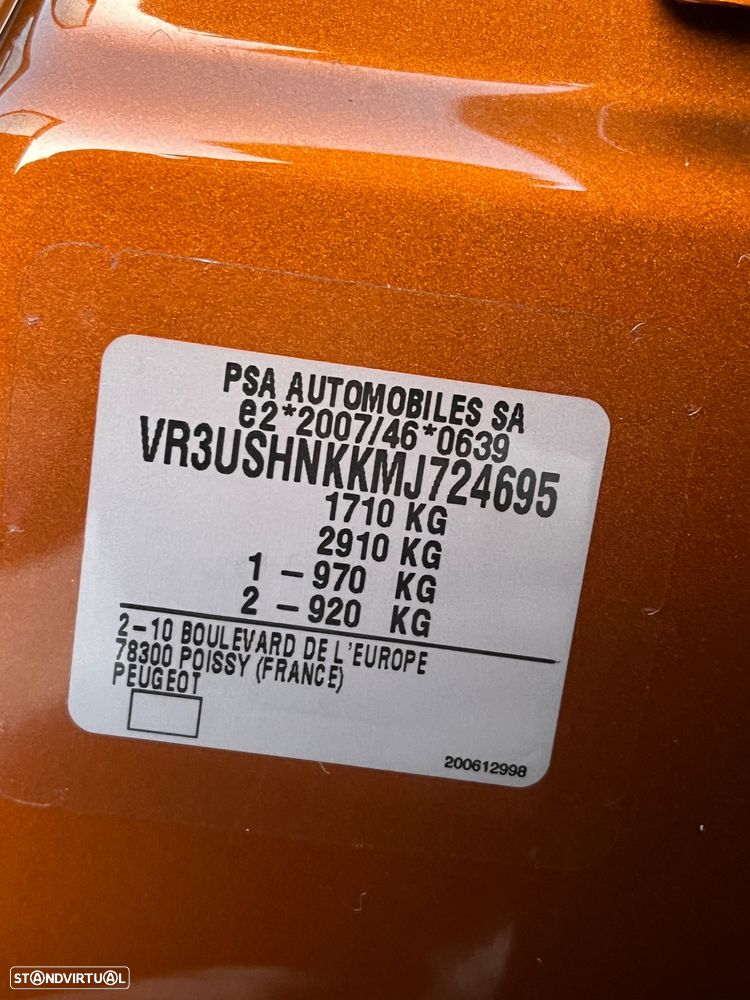 PSA AUTOMOBILES SA
e2*2007/46*0639
VR3USHNKKMJ724695
1710 KG
2910 KG
1 - 970 KG
2 - 920 KG
2-10 BOULEVARD DE L'EUROPE
78300 POISSY (FRANCE)
PEUGEOT
200612998
STANDVIRTUAL